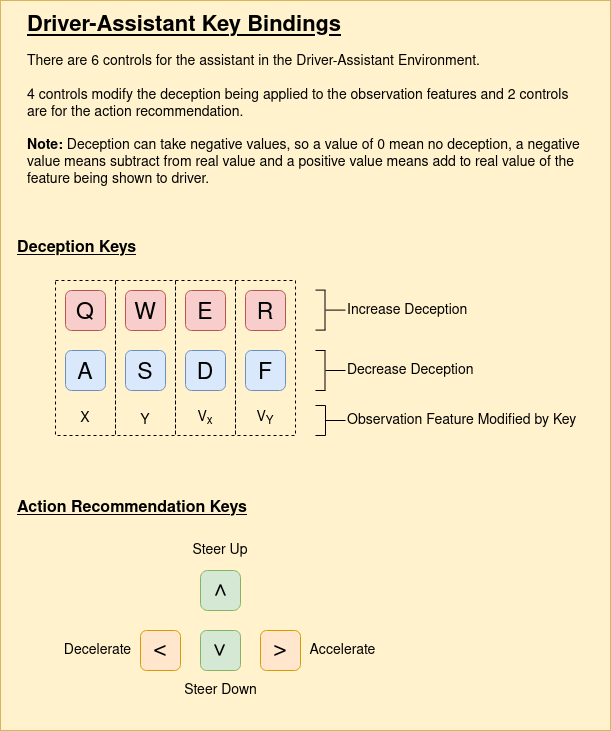 Driver-Assistant Key Bindings
There are 6 controls for the assistant in the Driver-Assistant Environment.
4 controls modify the deception being applied to the observation features and 2 controls
are for the action recommendation.
Note: Deception can take negative values, so a value of 0 mean no deception, a negative
value means subtract from real value and a positive value means add to real value of the
feature being shown to driver.
Deception Keys
Q W E R Increase Deception
A S D F Decrease Deception
X Y Vx VY Observation Feature Modified by Key
Action Recommendation Keys
Steer Up
^
Decelerate < v > Accelerate
Steer Down